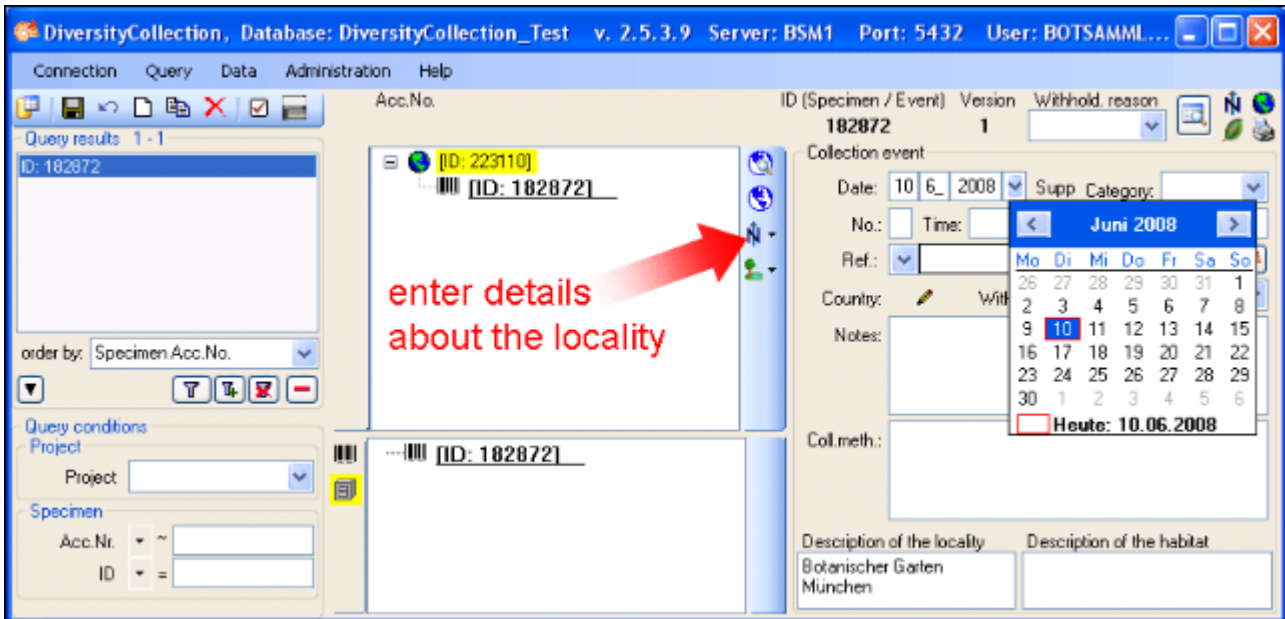 DiversityCollection, Database: DiversityCollection_Test v. 2.5.3.9 Server: BSM1 Port: 5432 User: BOTSAMML...
Connection Query Data Administration Help
Acc.No.
ID (Specimen / Event) Version Withhold. reason
182872 1
Query results 1 - 1
ID: 182872
order by: Specimen Acc.No.
Query conditions
Project
Project
Specimen
Acc.Nr. ~
ID =
[ID: 223110]
[ID: 182872]
enter details
about the locality
[ID: 182872]
Collection event
Date: 10 6_ 2008 Supp Category:
No.: Time:
Ref.:
Country: With
Notes:
Coll.meth.:
Juni 2008
Mo Di Mi Do Fr Sa So
26 27 28 29 30 31 1
2 3 4 5 6 7 8
9 10 11 12 13 14 15
16 17 18 19 20 21 22
23 24 25 26 27 28 29
30 1 2 3 4 5 6
Heute: 10.06.2008
Description of the locality Description of the habitat
Botanischer Garten
München